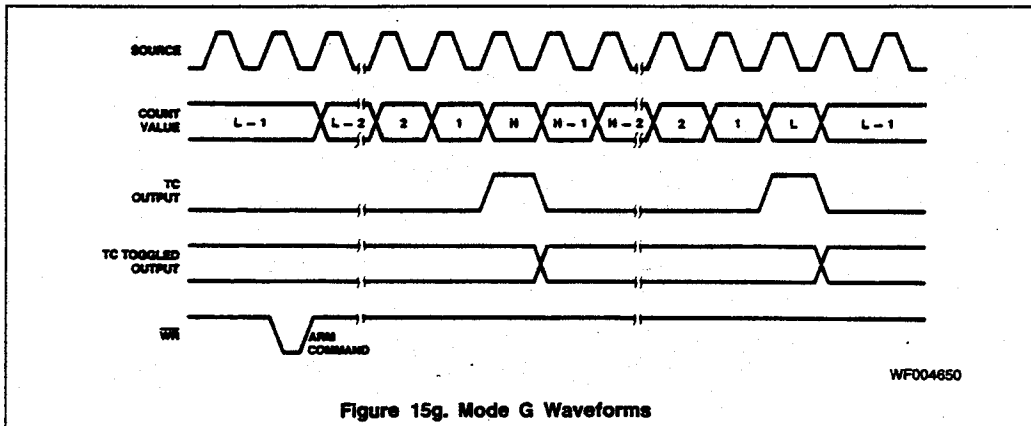 SOURCE
COUNT
VALUE
L – 1
L – 2
2
1
H
H – 1
H – 2
2
1
L
L – 1
TC
OUTPUT
TC TOGGLED
OUTPUT
WR
ARM
COMMAND
WF004650
Figure 15g. Mode G Waveforms